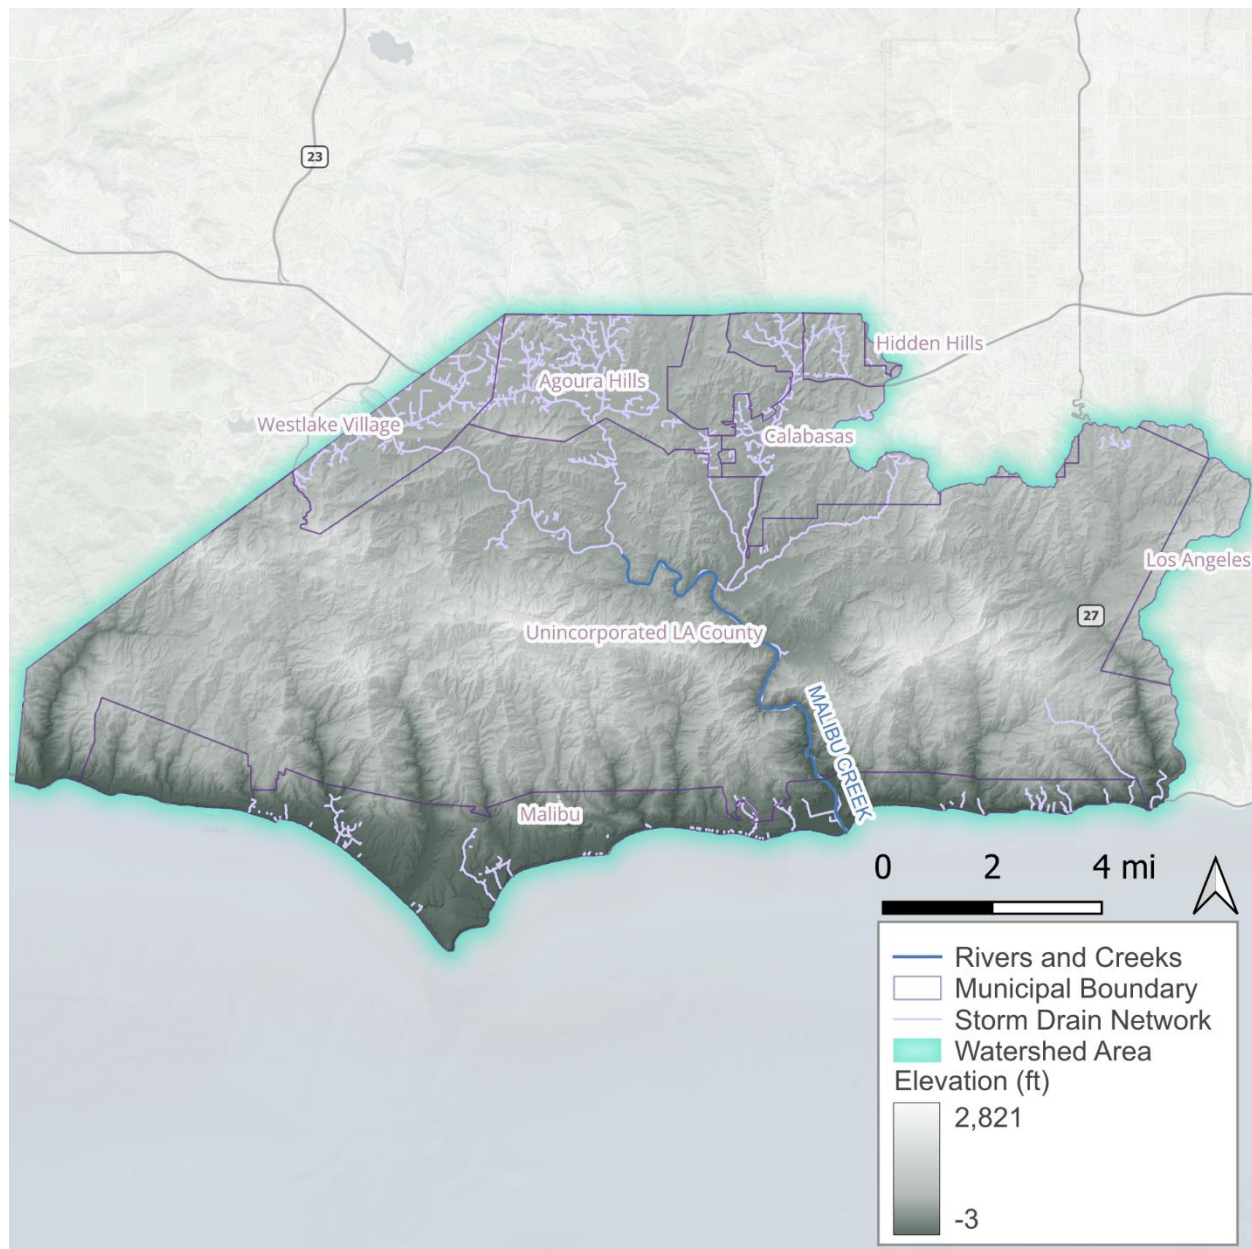 23
Hidden Hills
Agoura Hills
Westlake Village
Calabasas
Los Angeles
27
Unincorporated LA County
MALIBU CREEK
Malibu
Ocean
0 2 4 mi
Rivers and Creeks
Municipal Boundary
Storm Drain Network
Watershed Area
Elevation (ft)
2,821
-3